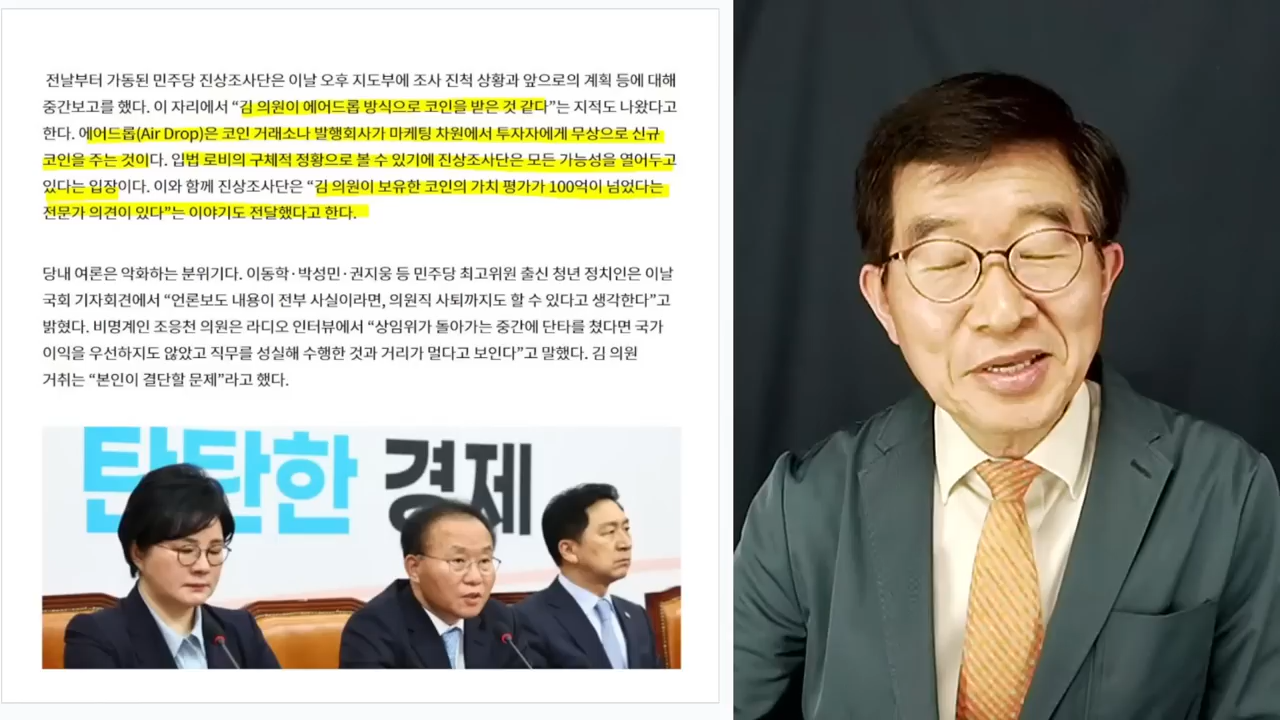 전날부터 가동된 민주당 진상조사단은 이날 오후 지도부에 조사 진척 상황과 앞으로의 계획 등에 대해
중간보고를 했다. 이 자리에서 “김 의원이 에어드롭 방식으로 코인을 받은 것 같다”는 지적도 나왔다고
한다. 에어드롭(Air Drop)은 코인 거래소나 발행회사가 마케팅 차원에서 투자자에게 무상으로 신규
코인을 주는 것이다. 입법 로비의 구체적 정황으로 볼 수 있기에 진상조사단은 모든 가능성을 열어두고
있다는 입장이다. 이와 함께 진상조사단은 “김 의원이 보유한 코인의 가치 평가가 100억이 넘었다는
전문가 의견이 있다”는 이야기도 전달했다고 한다.
당내 여론은 악화하는 분위기다. 이동학·박성민·권지웅 등 민주당 최고위원 출신 청년 정치인은 이날
국회 기자회견에서 “언론보도 내용이 전부 사실이라면, 의원직 사퇴까지도 할 수 있다고 생각한다”고
밝혔다. 비명계인 조응천 의원은 라디오 인터뷰에서 “상임위가 돌아가는 중간에 단타를 쳤다면 국가
이익을 우선하지도 않았고 직무를 성실해 수행한 것과 거리가 멀다고 보인다”고 말했다. 김 의원
거취는 “본인이 결단할 문제”라고 했다.
탄탄한 경제